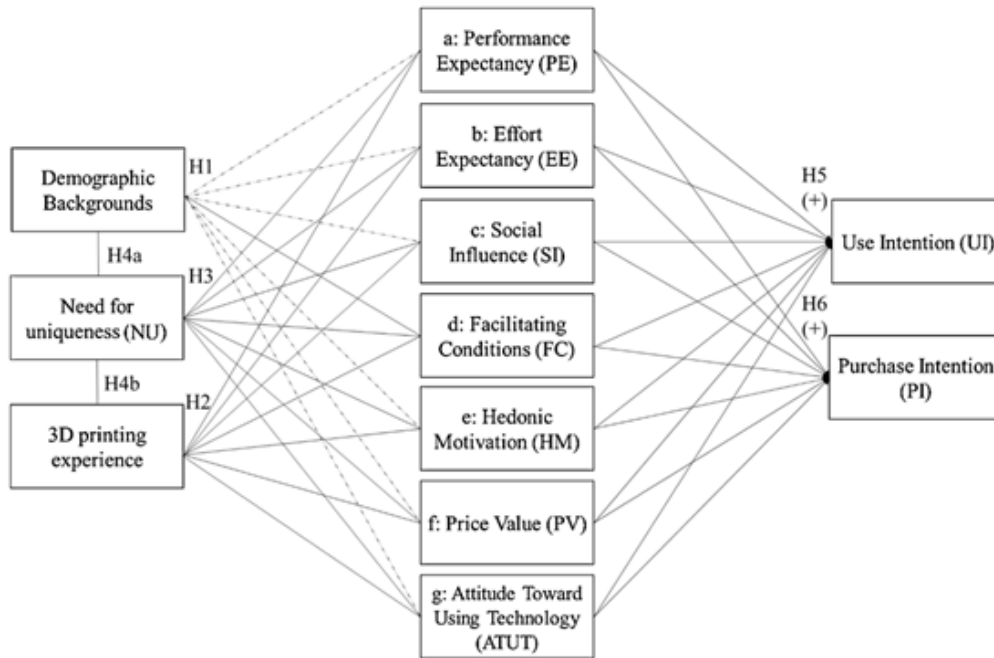 a: Performance
Expectancy (PE)
b: Effort
Expectancy (EE)
H1
Demographic
Backgrounds
H5
(+)
c: Social
Influence (SI)
Use Intention (UI)
H4a
H3
Need for
uniqueness (NU)
d: Facilitating
Conditions (FC)
H6
(+)
Purchase Intention
(PI)
H4b
H2
3D printing
experience
e: Hedonic
Motivation (HM)
f: Price Value (PV)
g: Attitude Toward
Using Technology
(ATUT)